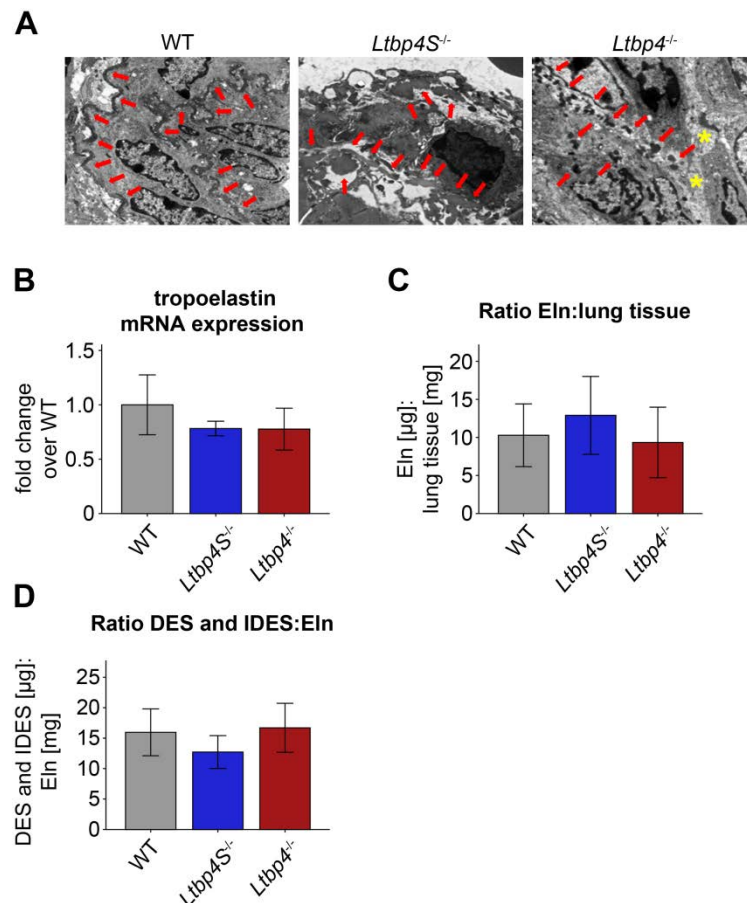 A
WT
Ltbp4S-/-
Ltbp4-/-
*
*
B
tropoelastin
mRNA expression
fold change
over WT
1.5
1.0
0.5
0
WT
Ltbp4S-/-
Ltbp4-/-
C
Ratio Eln:lung tissue
Eln [µg]:
lung tissue [mg]
20
15
10
5
0
WT
Ltbp4S-/-
Ltbp4-/-
D
Ratio DES and IDES:Eln
DES and IDES [µg]:
Eln [mg]
25
20
15
10
5
0
WT
Ltbp4S-/-
Ltbp4-/-